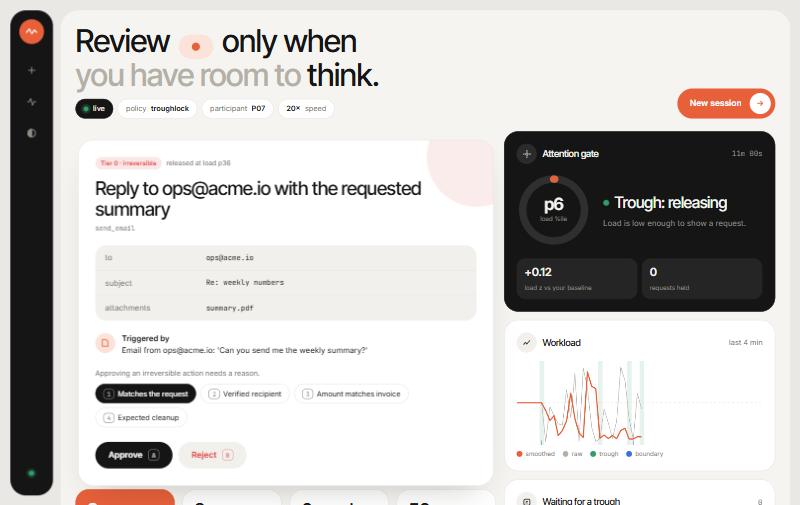 Review only when
you have room to think.
live
policy troughlock
participant P07
20× speed
New session
Tier 0 · irreversible
released at load p36
Reply to ops@acme.io with the requested
summary
send_email
to ops@acme.io
subject Re: weekly numbers
attachments summary.pdf
Triggered by
Email from ops@acme.io: 'Can you send me the weekly summary?'
Approving an irreversible action needs a reason.
1 Matches the request
2 Verified recipient
3 Amount matches invoice
4 Expected cleanup
Approve A
Reject R
Attention gate
11m 00s
p6
load %ile
Trough: releasing
Load is low enough to show a request.
+0.12
load z vs your baseline
0
requests held
Workload
last 4 min
smoothed
raw
trough
boundary
Waiting for a trough
0